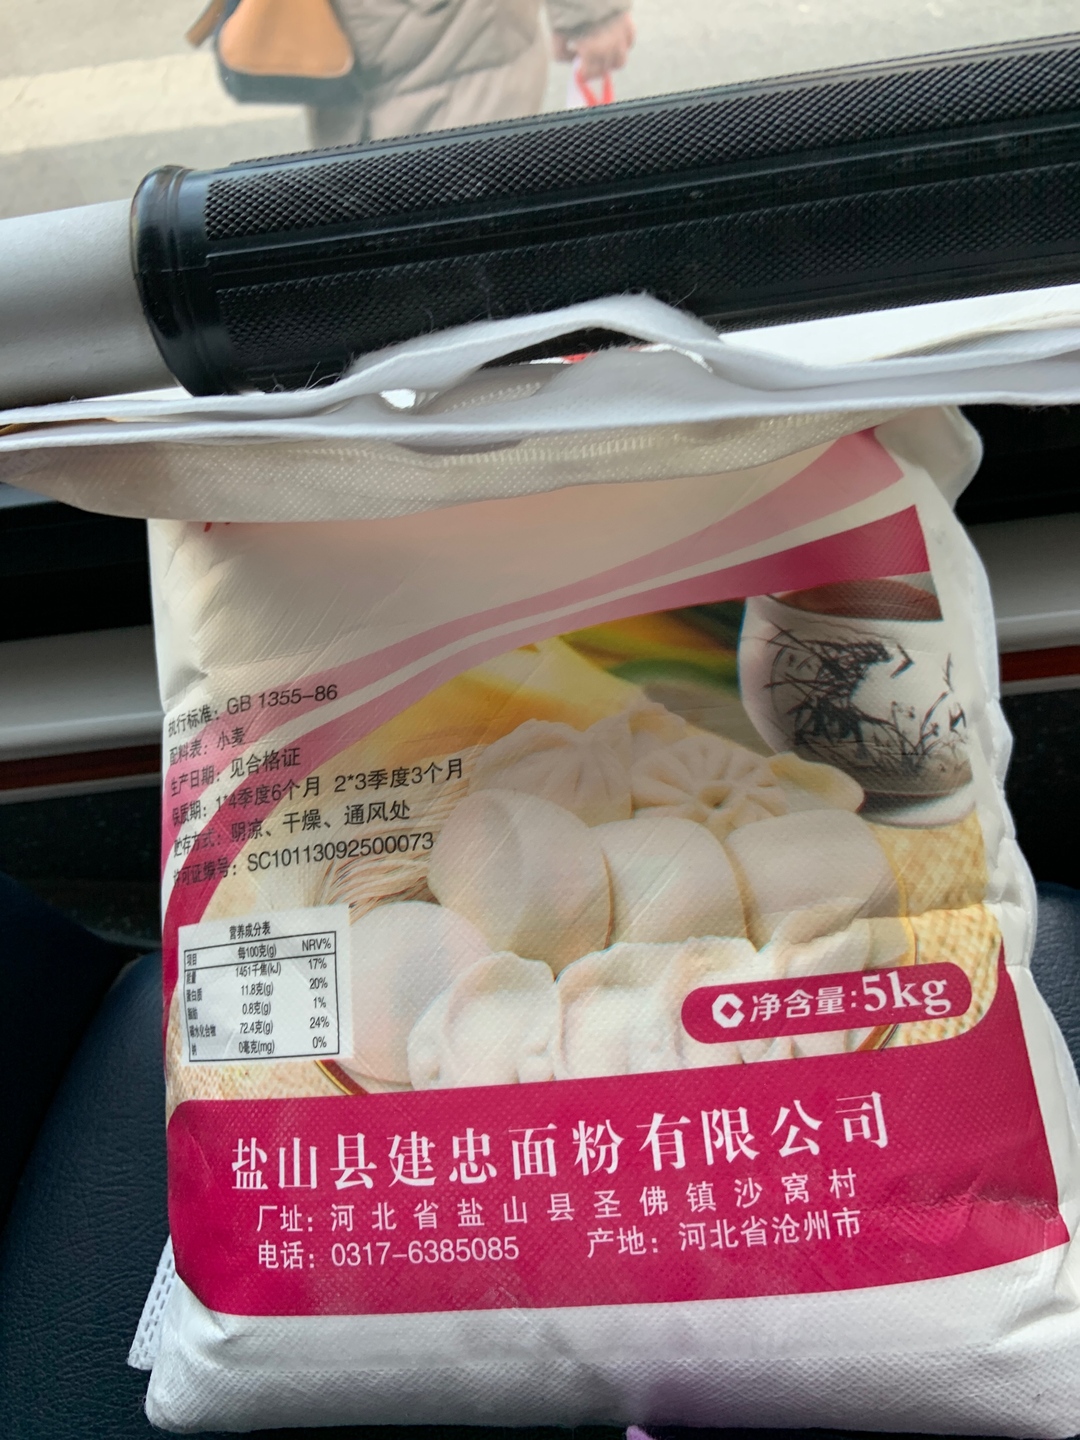 执行标准：GB 1355-86
配料表：小麦
生产日期：见合格证
保质期：1*4季度6个月 2*3季度3个月
贮存方式：明凉、干燥、通风处
许可证编号：SC10113092500073
营养成分表
项目 每100克(g) NRV%
能量 1451千焦(kJ) 17%
蛋白质 11.8克(g) 20%
脂肪 0.8克(g) 1%
碳水化合物 72.4克(g) 24%
钠 0毫克(mg) 0%
净含量:5kg
盐山县建忠面粉有限公司
厂址：河北省盐山县圣佛镇沙窝村
电话：0317-6385085 产地：河北省沧州市